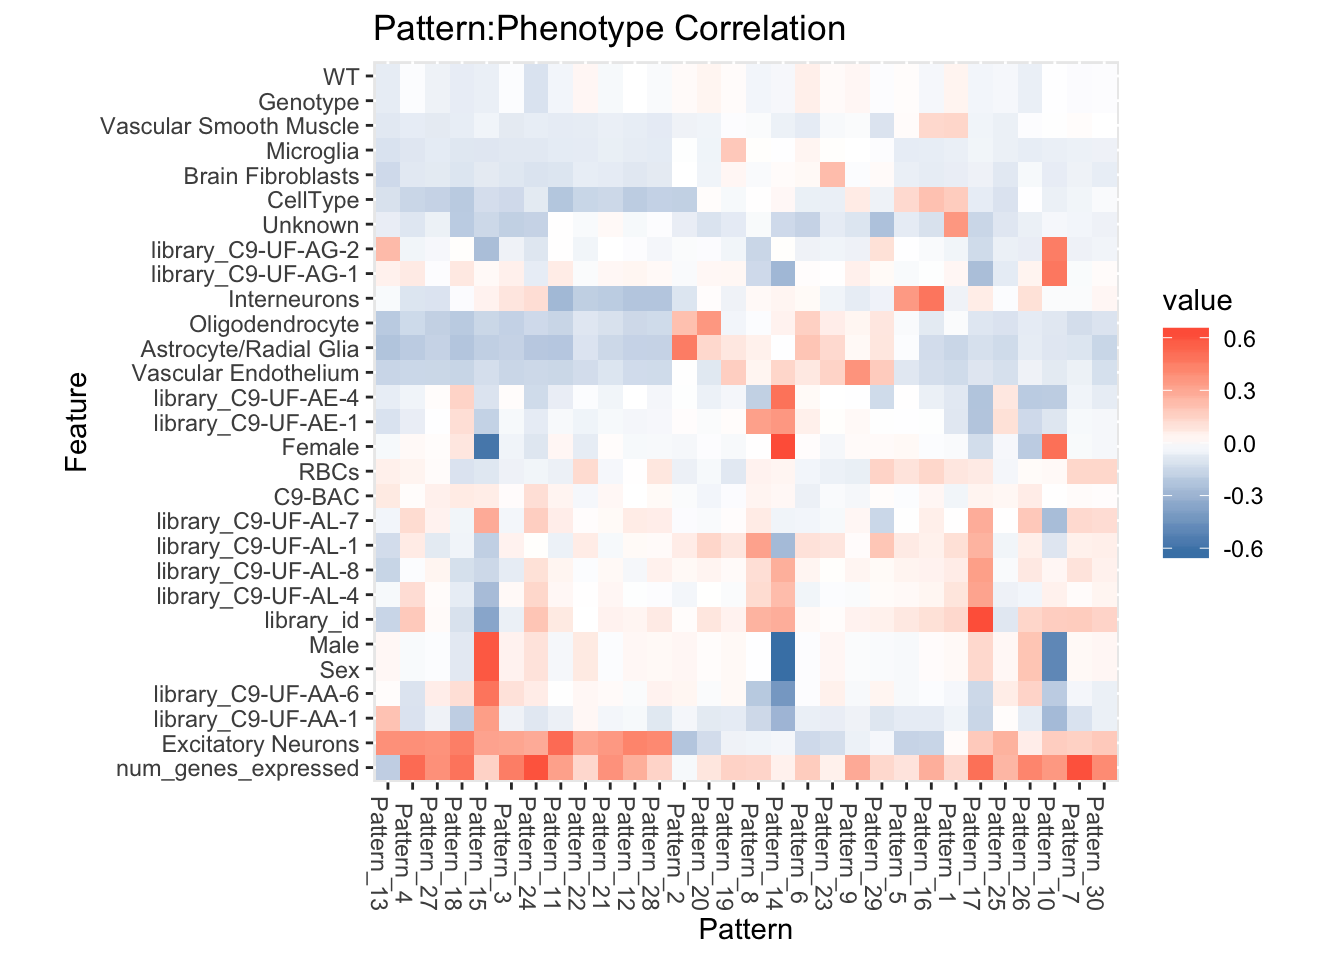 Pattern:Phenotype Correlation
Feature
WT
Genotype
Vascular Smooth Muscle
Microglia
Brain Fibroblasts
CellType
Unknown
library_C9-UF-AG-2
library_C9-UF-AG-1
Interneurons
Oligodendrocyte
Astrocyte/Radial Glia
Vascular Endothelium
library_C9-UF-AE-4
library_C9-UF-AE-1
Female
RBCs
C9-BAC
library_C9-UF-AL-7
library_C9-UF-AL-1
library_C9-UF-AL-8
library_C9-UF-AL-4
library_id
Male
Sex
library_C9-UF-AA-6
library_C9-UF-AA-1
Excitatory Neurons
num_genes_expressed
Pattern_13
Pattern_4
Pattern_27
Pattern_18
Pattern_15
Pattern_3
Pattern_24
Pattern_11
Pattern_22
Pattern_21
Pattern_12
Pattern_28
Pattern_2
Pattern_20
Pattern_19
Pattern_8
Pattern_14
Pattern_6
Pattern_23
Pattern_9
Pattern_29
Pattern_5
Pattern_16
Pattern_1
Pattern_17
Pattern_25
Pattern_26
Pattern_10
Pattern_7
Pattern_30
Pattern
value
0.6
0.3
0.0
-0.3
-0.6